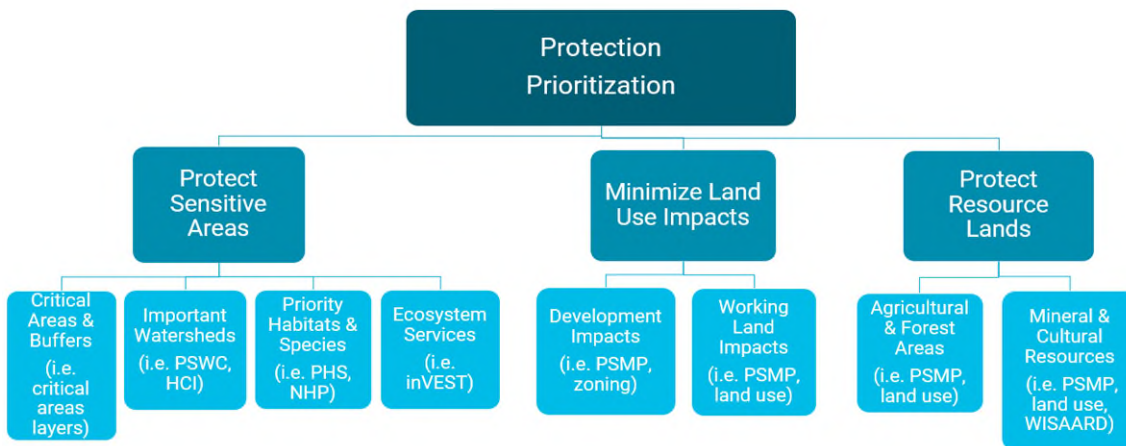 Protection
Prioritization
Protect
Sensitive
Areas
Minimize Land
Use Impacts
Protect
Resource
Lands
Critical
Areas &
Buffers
(i.e.
critical
areas
layers)
Important
Watersheds
(i.e. PSWC,
HCI)
Priority
Habitats &
Species
(i.e. PHS,
NHP)
Ecosystem
Services
(i.e.
inVEST)
Development
Impacts
(i.e. PSMP,
zoning)
Working
Land
Impacts
(i.e. PSMP,
land use)
Agricultural
& Forest
Areas
(i.e. PSMP,
land use)
Mineral &
Cultural
Resources
(i.e. PSMP,
land use,
WISAARD)